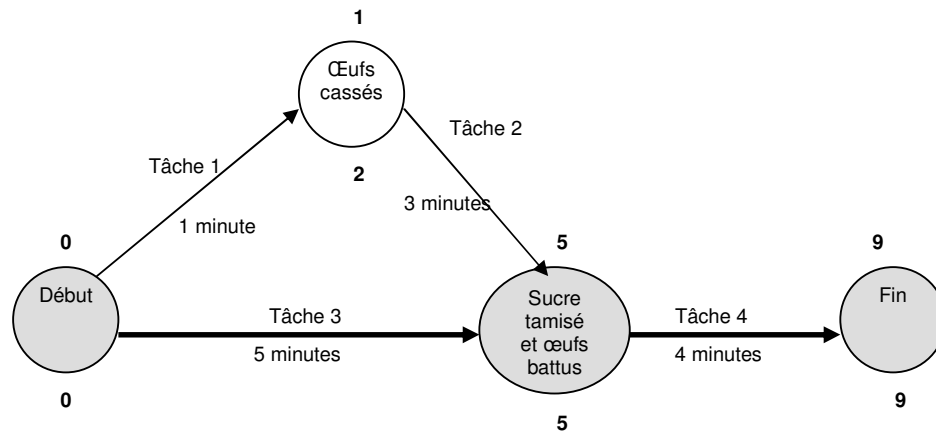 1
Œufs
cassés
2
Tâche 1
1 minute
Tâche 2
3 minutes
0
Début
0
Tâche 3
5 minutes
5
Sucre
tamisé
et œufs
battus
5
Tâche 4
4 minutes
9
Fin
9